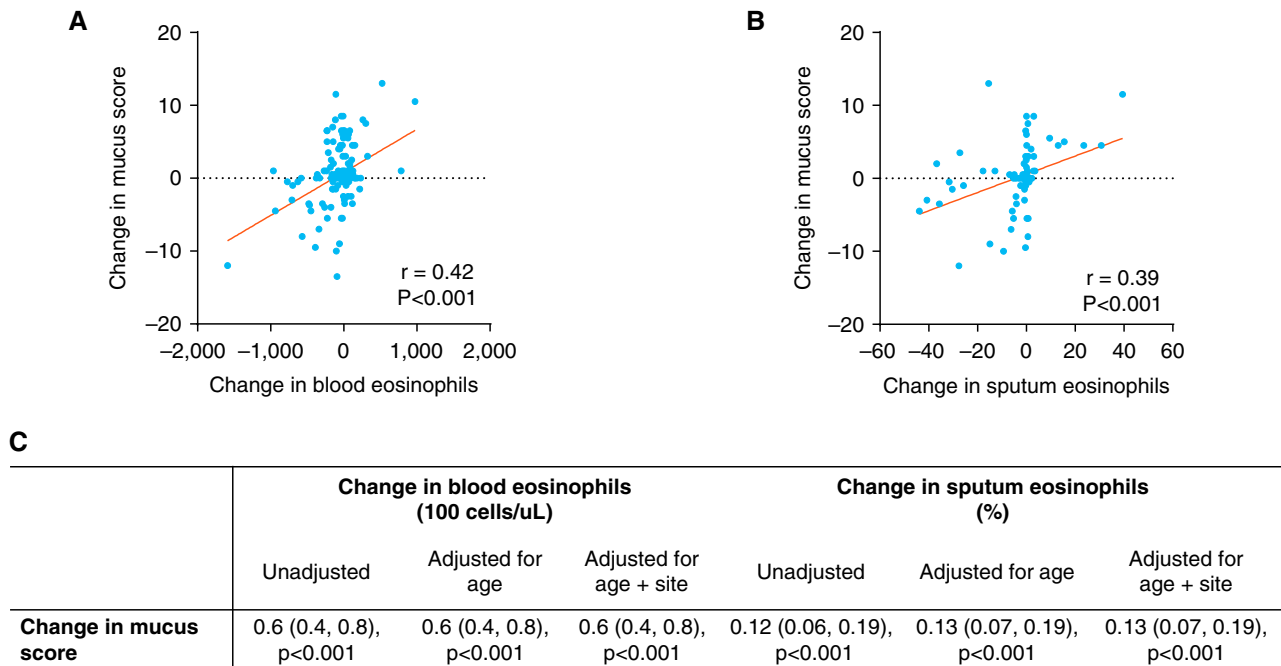 A
20
10
0
–10
–20
Change in mucus score
r = 0.42
P<0.001
–2,000 –1,000 0 1,000 2,000
Change in blood eosinophils
B
20
10
0
–10
–20
Change in mucus score
r = 0.39
P<0.001
–60 –40 –20 0 20 40 60
Change in sputum eosinophils
C
Change in blood eosinophils
(100 cells/uL)
Change in sputum eosinophils
(%)
Unadjusted
Adjusted for
age
Adjusted for
age + site
Unadjusted
Adjusted for age
Adjusted for
age + site
Change in mucus
score
0.6 (0.4, 0.8),
p<0.001
0.6 (0.4, 0.8),
p<0.001
0.6 (0.4, 0.8),
p<0.001
0.12 (0.06, 0.19),
p<0.001
0.13 (0.07, 0.19),
p<0.001
0.13 (0.07, 0.19),
p<0.001